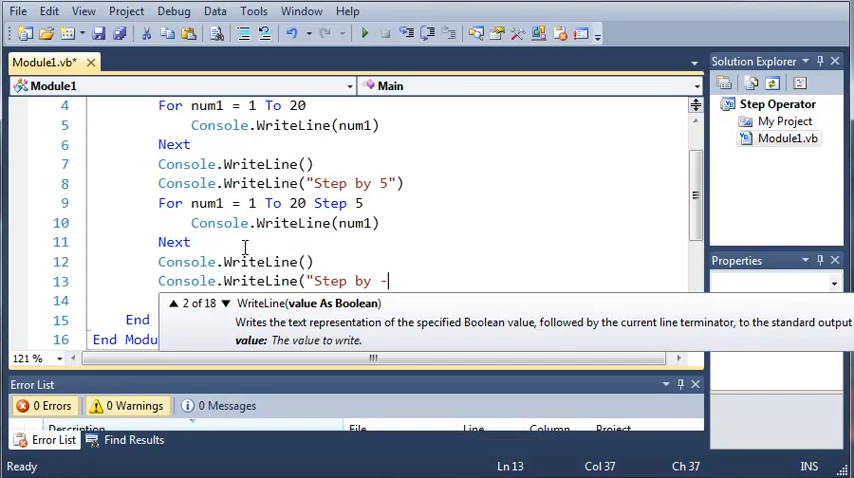 File Edit View Project Debug Data Tools Window Help
Module1.vb*
Module1 Main
4 For num1 = 1 To 20
5 Console.WriteLine(num1)
6 Next
7 Console.WriteLine()
8 Console.WriteLine("Step by 5")
9 For num1 = 1 To 20 Step 5
10 Console.WriteLine(num1)
11 Next
12 Console.WriteLine()
13 Console.WriteLine("Step by -
14
2 of 18 WriteLine(value As Boolean)
Writes the text representation of the specified Boolean value, followed by the current line terminator, to the standard output
value: The value to write.
15 End
16 End Modu
121 %
Solution Explorer
Step Operator
My Project
Module1.vb
Properties
Error List
0 Errors 0 Warnings 0 Messages
Description File Line Column Project
Error List Find Results
Ready Ln 13 Col 37 Ch 37 INS